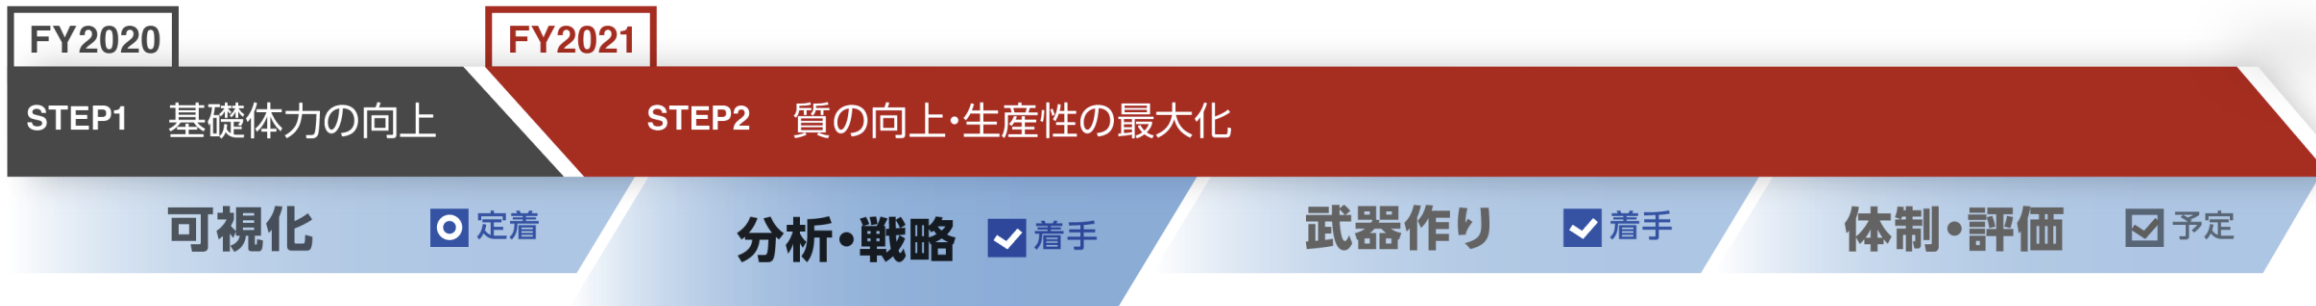 FY2020 FY2021
STEP1 基礎体力の向上 STEP2 質の向上・生産性の最大化
可視化 定着 分析・戦略 着手 武器作り 着手 体制・評価 予定